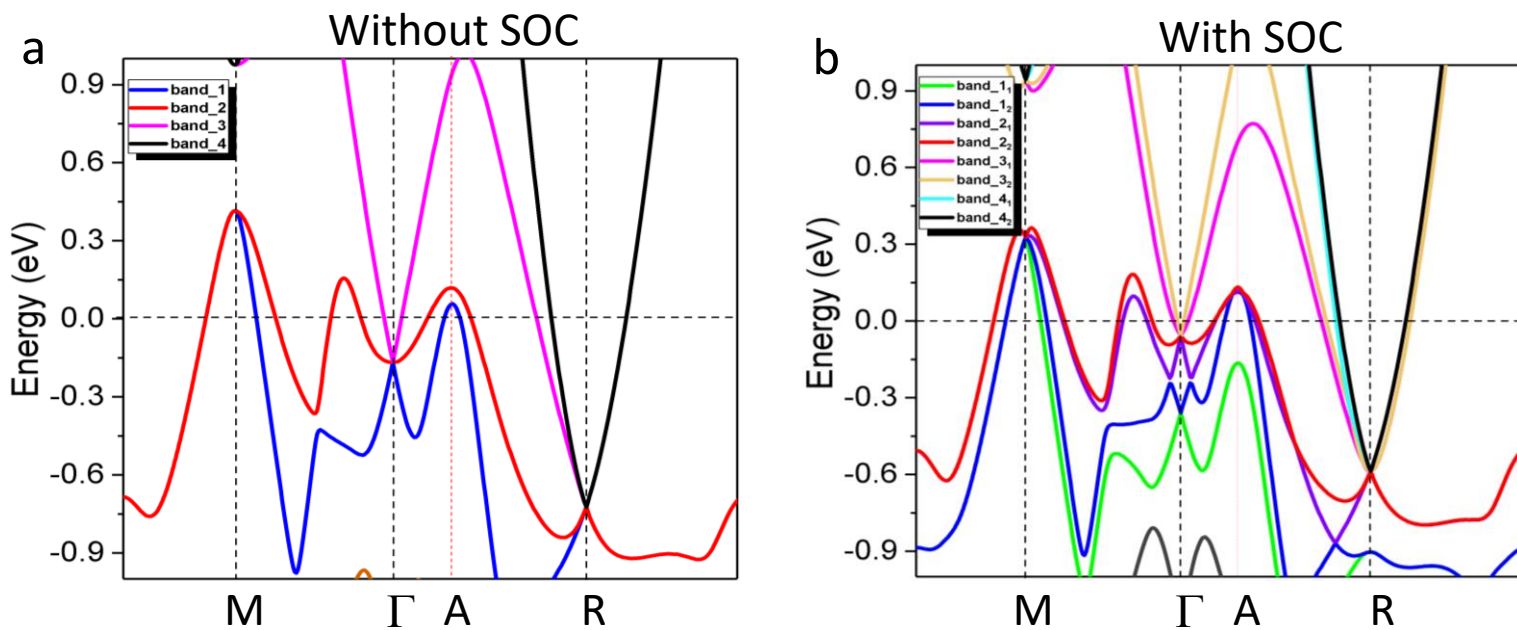 Without SOC
a
band_1
band_2
band_3
band_4
0.9
0.6
0.3
0.0
-0.3
-0.6
-0.9
Energy (eV)
M Γ A R
With SOC
b
band_1₁
band_1₂
band_2₁
band_2₂
band_3₁
band_3₂
band_4₁
band_4₂
0.9
0.6
0.3
0.0
-0.3
-0.6
-0.9
Energy (eV)
M Γ A R